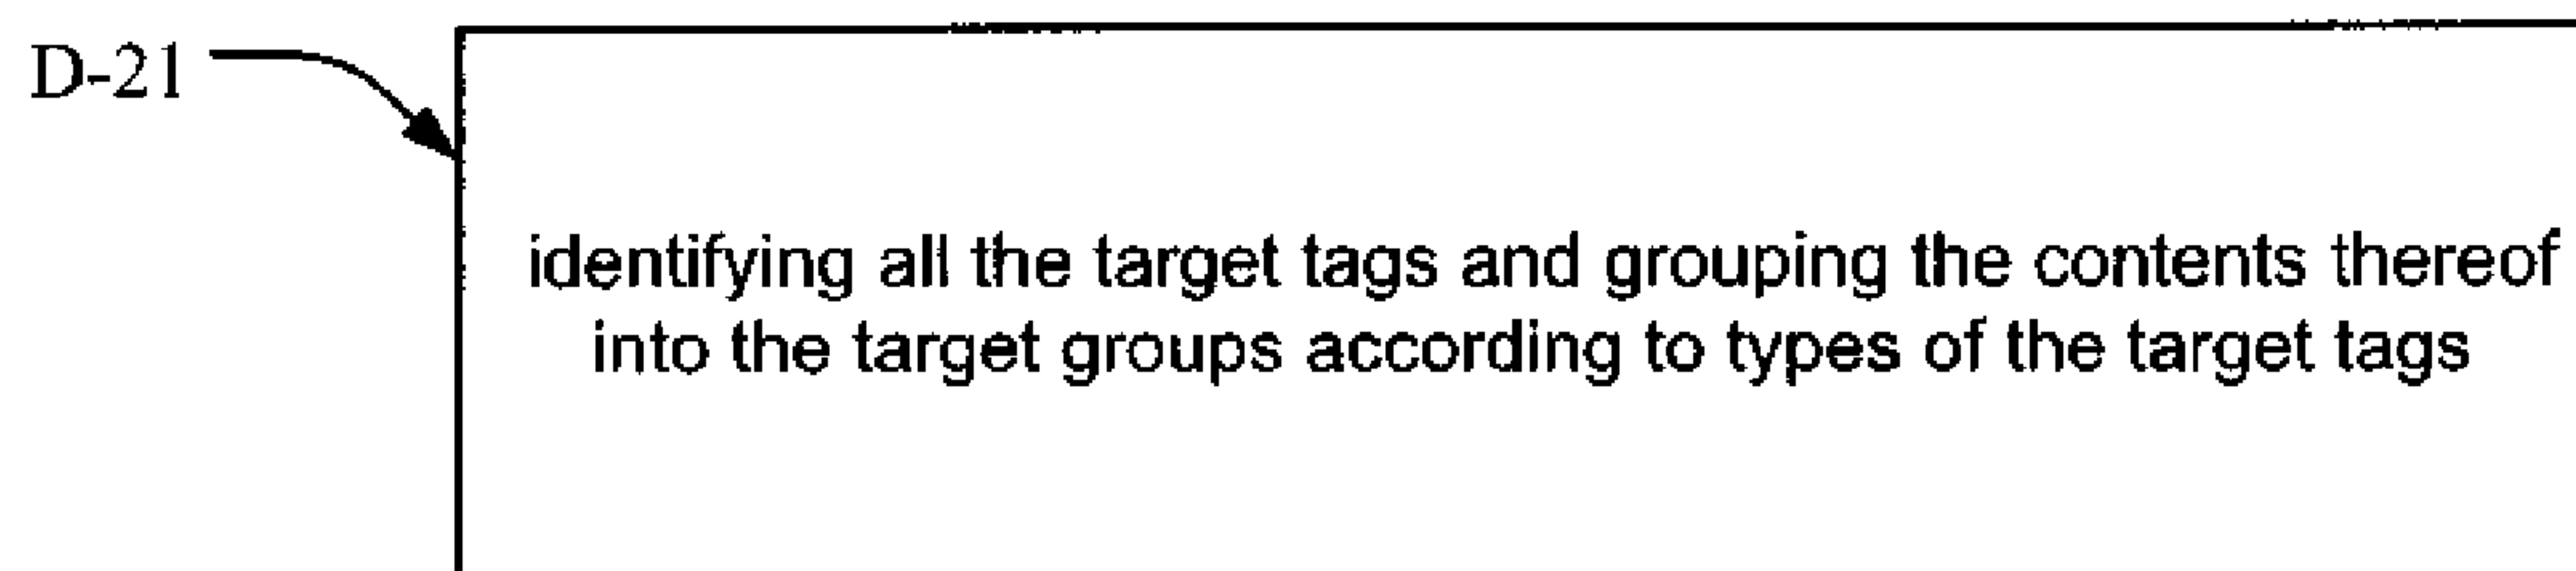 D-21
identifying all the target tags and grouping the contents thereof
into the target groups according to types of the target tags